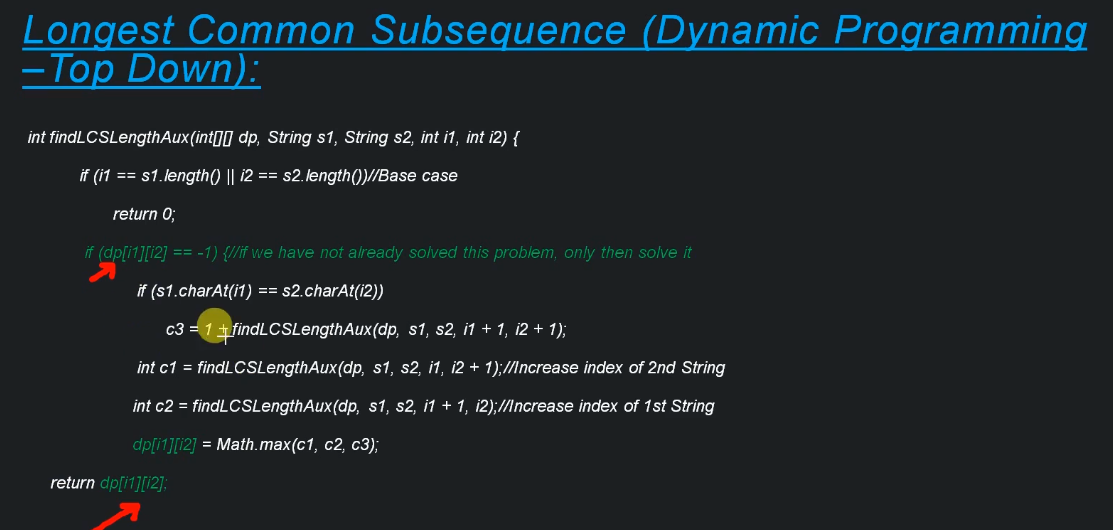 Longest Common Subsequence (Dynamic Programming
–Top Down):
int findLCSLengthAux(int[][] dp, String s1, String s2, int i1, int i2) {
if (i1 == s1.length() || i2 == s2.length())//Base case
return 0;
if (dp[i1][i2] == -1) {//if we have not already solved this problem, only then solve it
if (s1.charAt(i1) == s2.charAt(i2))
c3 = 1 + findLCSLengthAux(dp, s1, s2, i1 + 1, i2 + 1);
int c1 = findLCSLengthAux(dp, s1, s2, i1, i2 + 1);//Increase index of 2nd String
int c2 = findLCSLengthAux(dp, s1, s2, i1 + 1, i2);//Increase index of 1st String
dp[i1][i2] = Math.max(c1, c2, c3);
return dp[i1][i2];